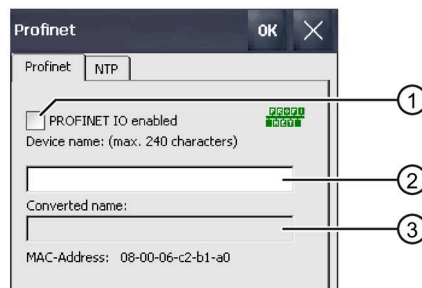 Profinet OK
Profinet NTP
PROFINET IO enabled
PROFI
NET
Device name: (max. 240 characters)
Converted name:
MAC-Address: 08-00-06-c2-b1-a0
1
2
3